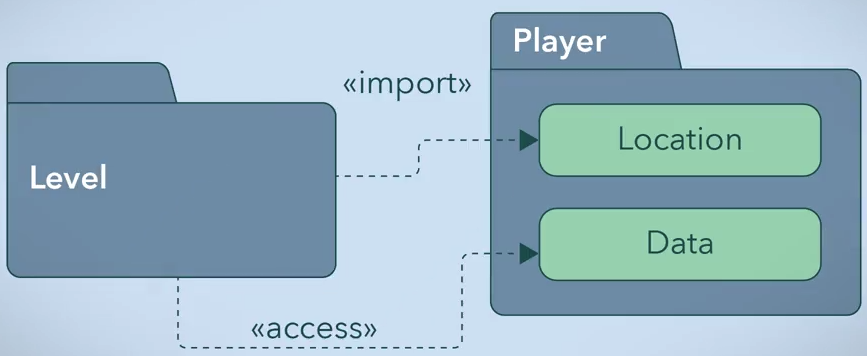 Player
«import»
Location
Level
Data
«access»